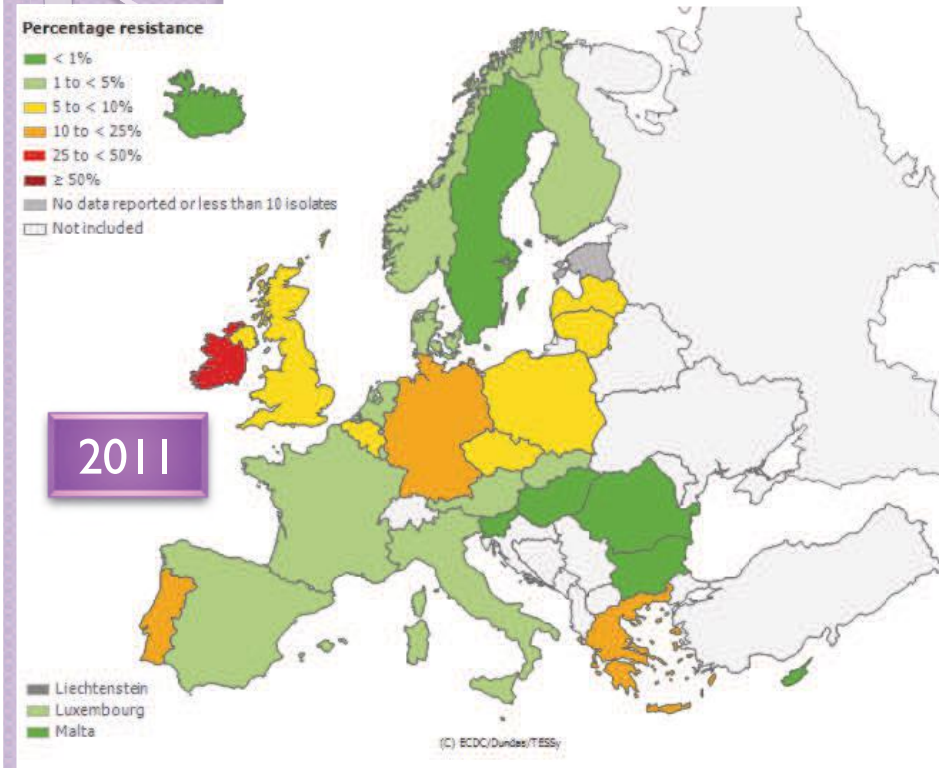 Percentage resistance
< 1%
1 to < 5%
5 to < 10%
10 to < 25%
25 to < 50%
≥ 50%
No data reported or less than 10 isolates
Not included
2011
Liechtenstein
Luxembourg
Malta
(C) ECDC/Dundas/TESSy